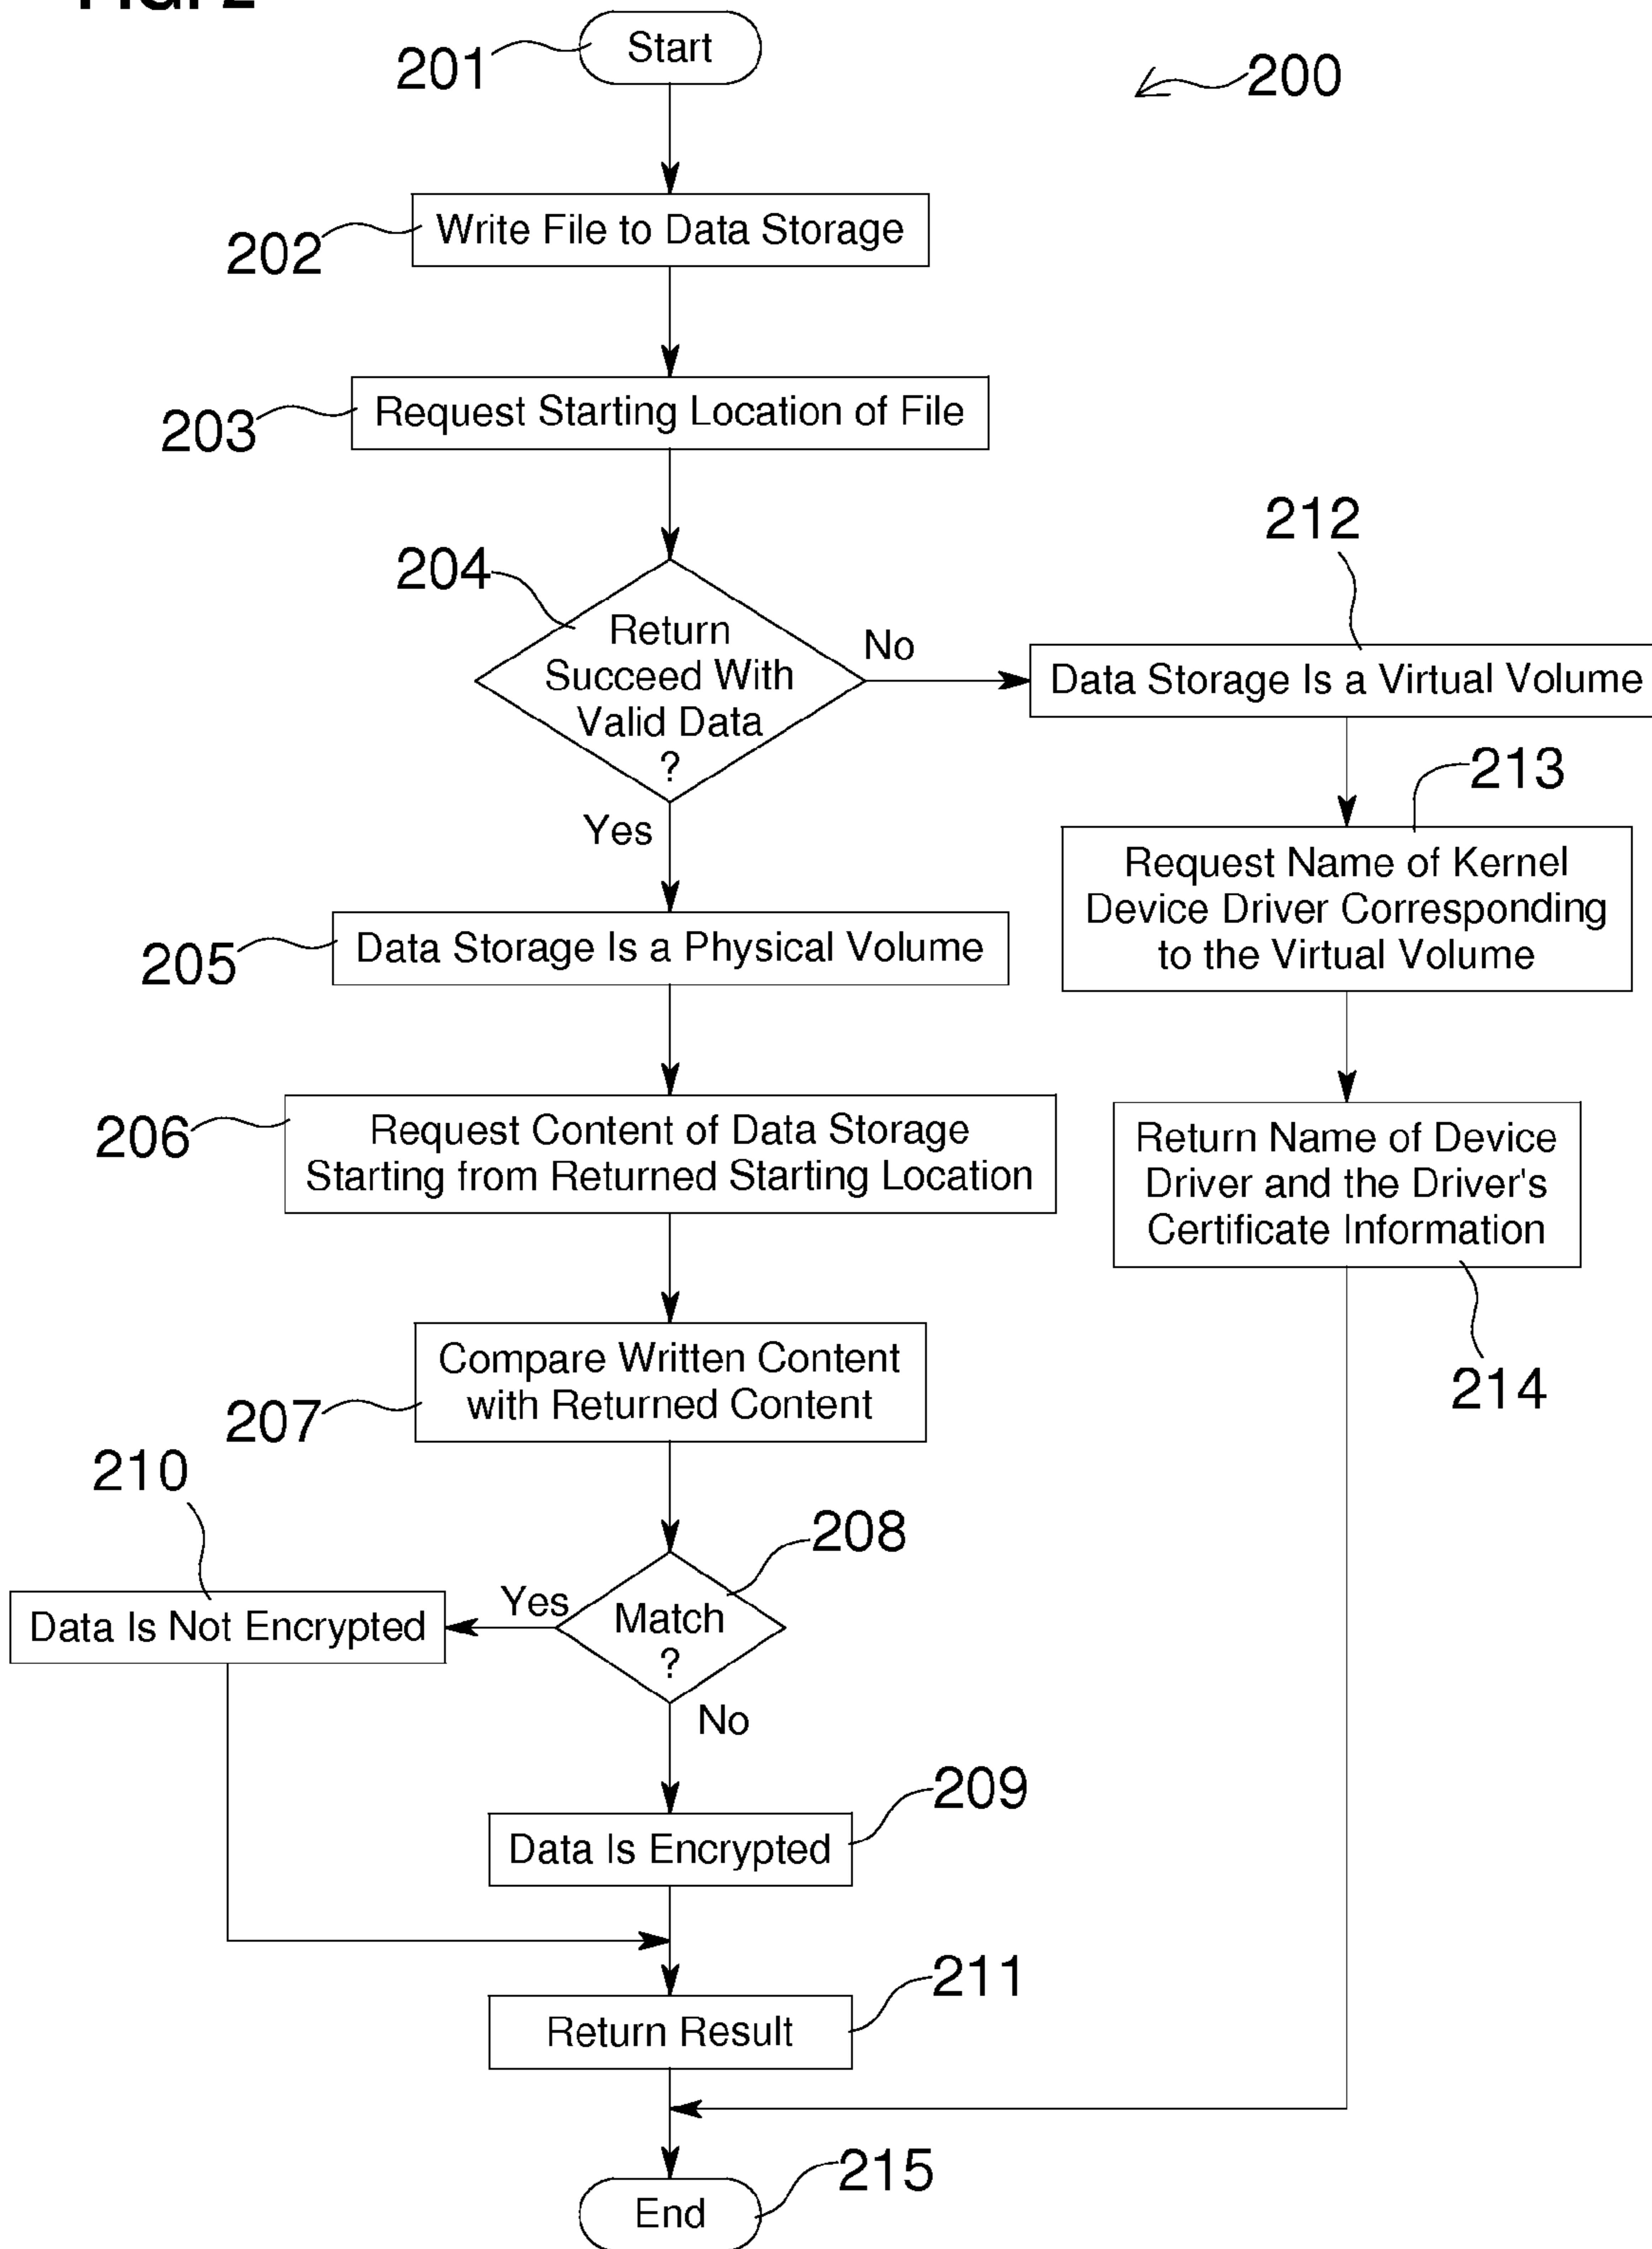 201
Start
200
202
Write File to Data Storage
203
Request Starting Location of File
204
Return
Succeed With
Valid Data
?
No
Yes
212
Data Storage Is a Virtual Volume
213
Request Name of Kernel
Device Driver Corresponding
to the Virtual Volume
205
Data Storage Is a Physical Volume
206
Request Content of Data Storage
Starting from Returned Starting Location
Return Name of Device
Driver and the Driver's
Certificate Information
214
207
Compare Written Content
with Returned Content
210
208
Data Is Not Encrypted
Yes
Match
?
No
209
Data Is Encrypted
211
Return Result
215
End